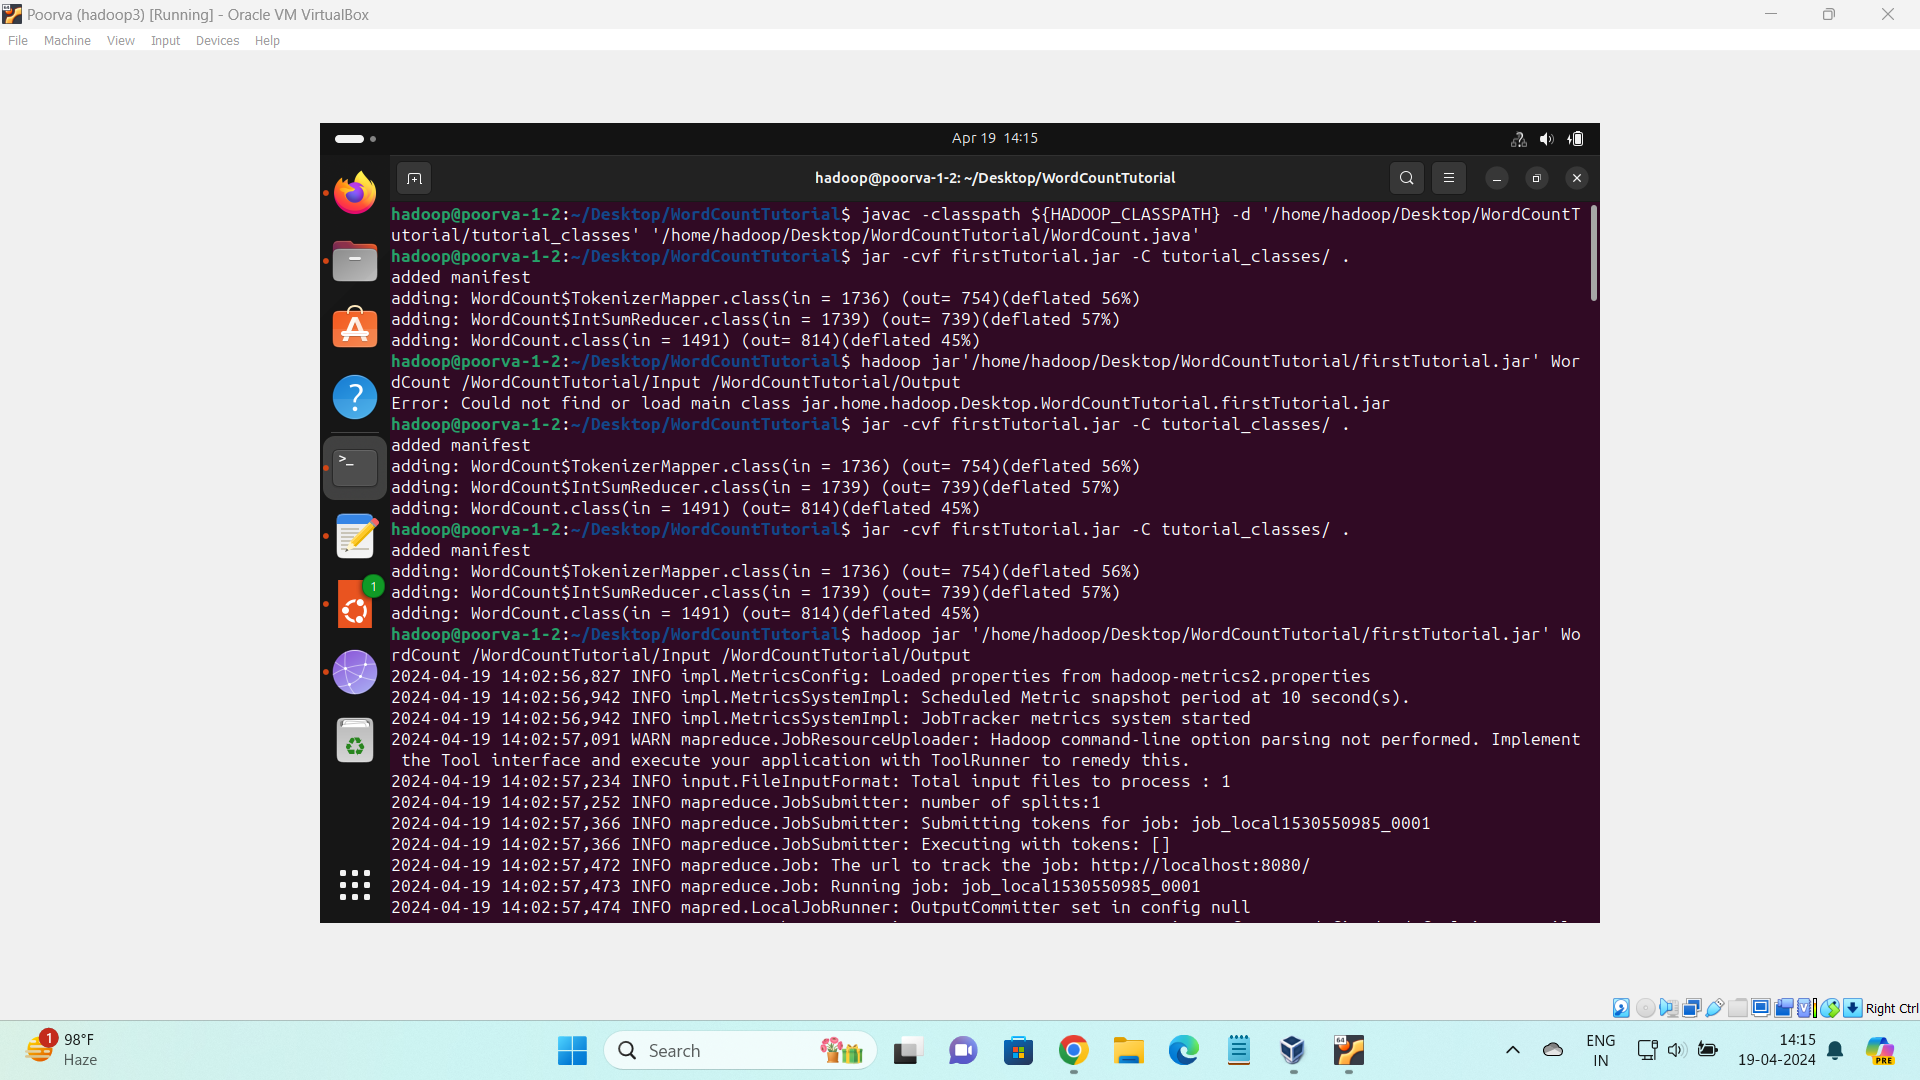 Poorva (hadoop3) [Running] - Oracle VM VirtualBox
File Machine View Input Devices Help
Apr 19 14:15
hadoop@poorva-1-2: ~/Desktop/WordCountTutorial
hadoop@poorva-1-2:~/Desktop/WordCountTutorial$ javac -classpath ${HADOOP_CLASSPATH} -d '/home/hadoop/Desktop/WordCountT
utorial/tutorial_classes' '/home/hadoop/Desktop/WordCountTutorial/WordCount.java'
hadoop@poorva-1-2:~/Desktop/WordCountTutorial$ jar -cvf firstTutorial.jar -C tutorial_classes/ .
added manifest
adding: WordCount$TokenizerMapper.class(in = 1736) (out= 754)(deflated 56%)
adding: WordCount$IntSumReducer.class(in = 1739) (out= 739)(deflated 57%)
adding: WordCount.class(in = 1491) (out= 814)(deflated 45%)
hadoop@poorva-1-2:~/Desktop/WordCountTutorial$ hadoop jar'/home/hadoop/Desktop/WordCountTutorial/firstTutorial.jar' Wor
dCount /WordCountTutorial/Input /WordCountTutorial/Output
Error: Could not find or load main class jar.home.hadoop.Desktop.WordCountTutorial.firstTutorial.jar
hadoop@poorva-1-2:~/Desktop/WordCountTutorial$ jar -cvf firstTutorial.jar -C tutorial_classes/ .
added manifest
adding: WordCount$TokenizerMapper.class(in = 1736) (out= 754)(deflated 56%)
adding: WordCount$IntSumReducer.class(in = 1739) (out= 739)(deflated 57%)
adding: WordCount.class(in = 1491) (out= 814)(deflated 45%)
hadoop@poorva-1-2:~/Desktop/WordCountTutorial$ jar -cvf firstTutorial.jar -C tutorial_classes/ .
added manifest
adding: WordCount$TokenizerMapper.class(in = 1736) (out= 754)(deflated 56%)
adding: WordCount$IntSumReducer.class(in = 1739) (out= 739)(deflated 57%)
adding: WordCount.class(in = 1491) (out= 814)(deflated 45%)
hadoop@poorva-1-2:~/Desktop/WordCountTutorial$ hadoop jar '/home/hadoop/Desktop/WordCountTutorial/firstTutorial.jar' Wo
rdCount /WordCountTutorial/Input /WordCountTutorial/Output
2024-04-19 14:02:56,827 INFO impl.MetricsConfig: Loaded properties from hadoop-metrics2.properties
2024-04-19 14:02:56,942 INFO impl.MetricsSystemImpl: Scheduled Metric snapshot period at 10 second(s).
2024-04-19 14:02:56,942 INFO impl.MetricsSystemImpl: JobTracker metrics system started
2024-04-19 14:02:57,091 WARN mapreduce.JobResourceUploader: Hadoop command-line option parsing not performed. Implement
the Tool interface and execute your application with ToolRunner to remedy this.
2024-04-19 14:02:57,234 INFO input.FileInputFormat: Total input files to process : 1
2024-04-19 14:02:57,252 INFO mapreduce.JobSubmitter: number of splits:1
2024-04-19 14:02:57,366 INFO mapreduce.JobSubmitter: Submitting tokens for job: job_local1530550985_0001
2024-04-19 14:02:57,366 INFO mapreduce.JobSubmitter: Executing with tokens: []
2024-04-19 14:02:57,472 INFO mapreduce.Job: The url to track the job: http://localhost:8080/
2024-04-19 14:02:57,473 INFO mapreduce.Job: Running job: job_local1530550985_0001
2024-04-19 14:02:57,474 INFO mapred.LocalJobRunner: OutputCommitter set in config null
1
Right Ctrl
1
98°F
Haze
Search
64
ENG
IN
14:15
19-04-2024
PRE